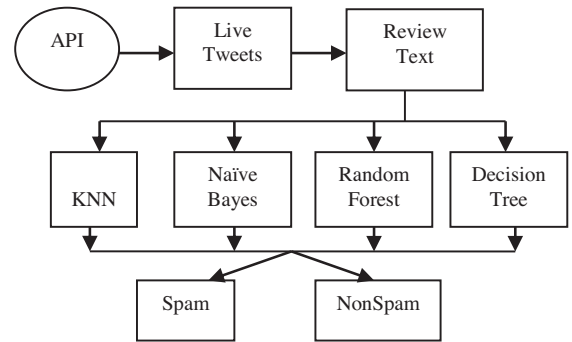 API
Live
Tweets
Review
Text
KNN
Naïve
Bayes
Random
Forest
Decision
Tree
Spam
NonSpam